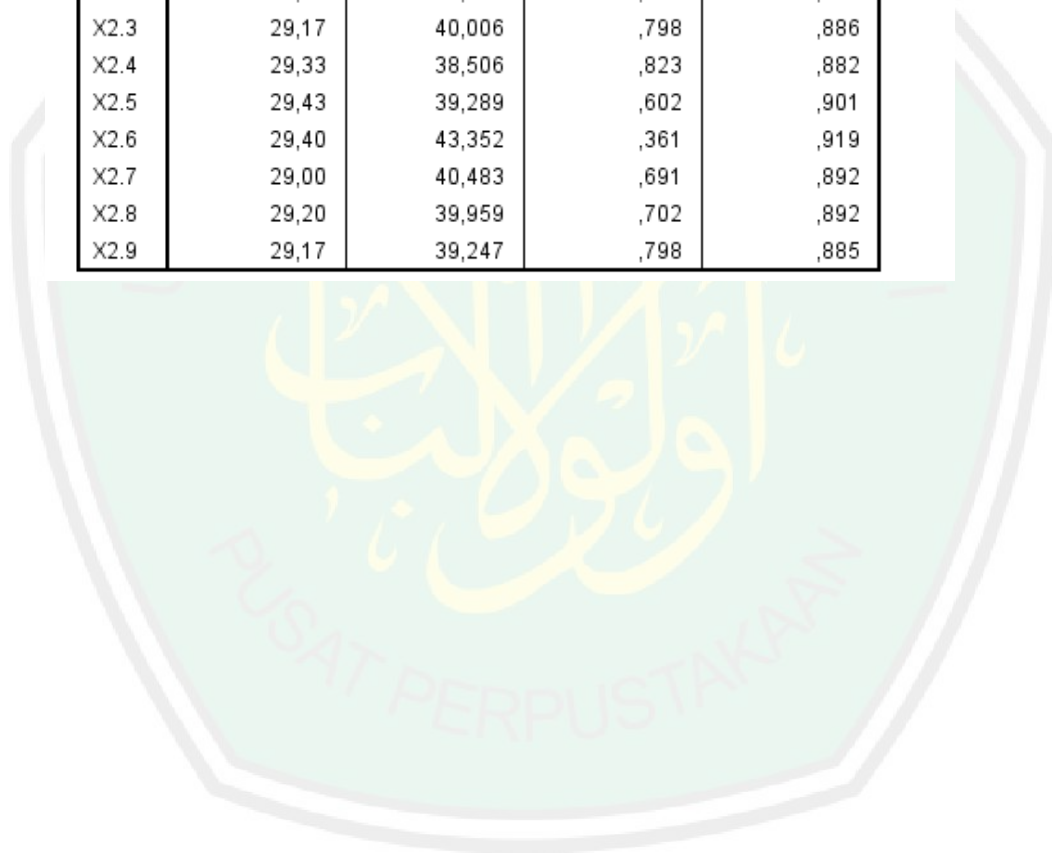 X2.3 29,17 40,006 ,798 ,886
X2.4 29,33 38,506 ,823 ,882
X2.5 29,43 39,289 ,602 ,901
X2.6 29,40 43,352 ,361 ,919
X2.7 29,00 40,483 ,691 ,892
X2.8 29,20 39,959 ,702 ,892
X2.9 29,17 39,247 ,798 ,885
PUSAT PERPUSTAKAAN